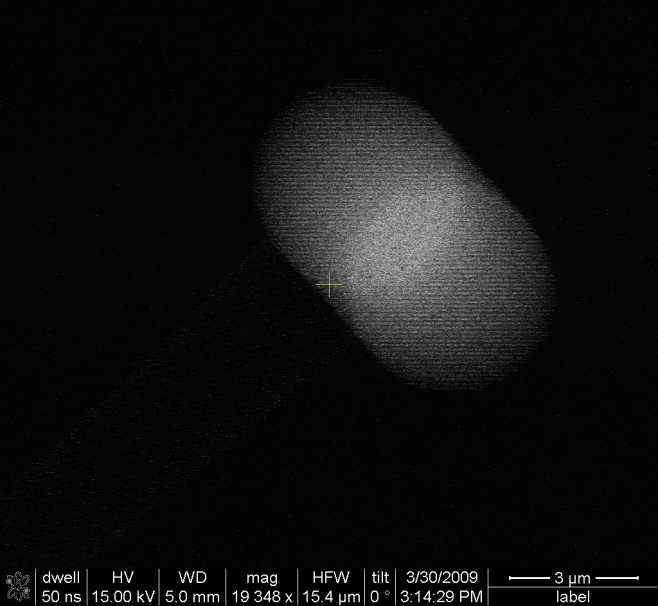 dwell HV WD mag HFW tilt 3/30/2009 3 µm
50 ns 15.00 kV 5.0 mm 19 348 x 15.4 µm 0 ° 3:14:29 PM label